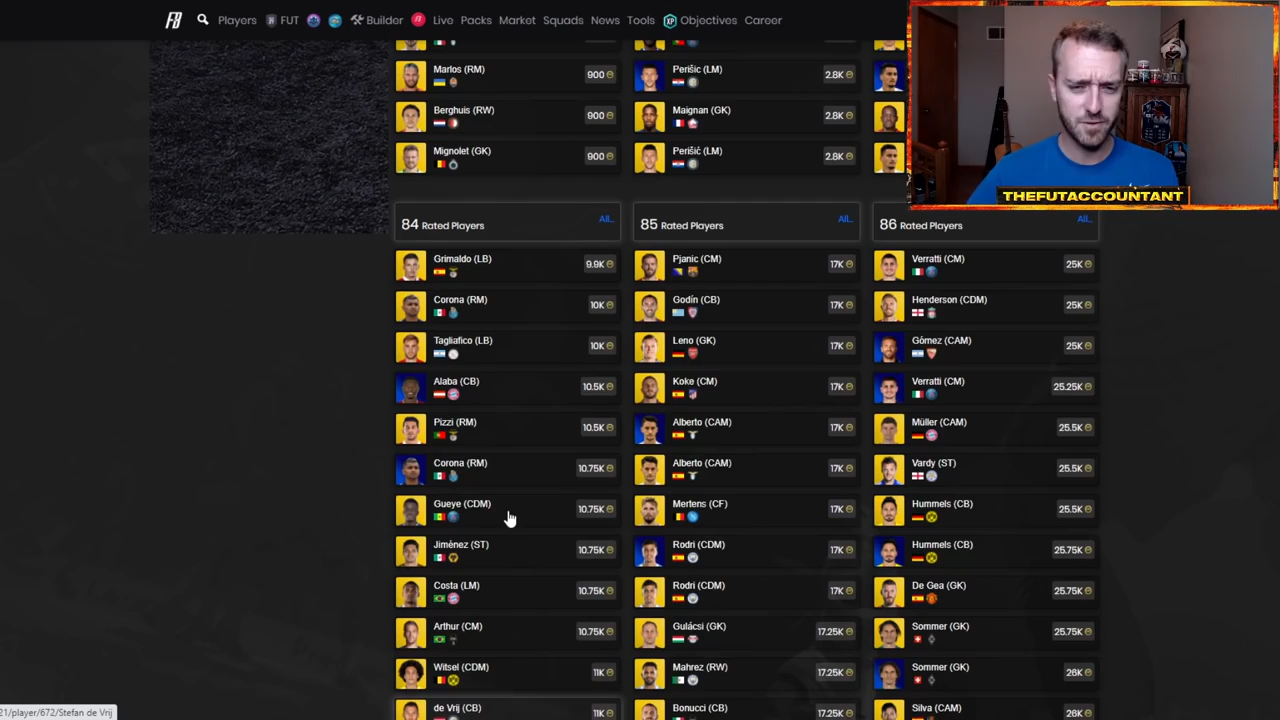 FB Players FUT Builder Live Packs Market Squads News Tools XP Objectives Career
Marlos (RM) 900
Berghuis (RW) 900
Mignolet (GK) 900
Perišic (LM) 2.8K
Maignan (GK) 2.8K
Perišić (LM) 2.8K
THEFUTACCOUNTANT
84 Rated Players All..
Grimaldo (LB) 9.9K
Corona (RM) 10K
Tagliafico (LB) 10K
Alaba (CB) 10.5K
Pizzi (RM) 10.5K
Corona (RM) 10.75K
Gueye (CDM) 10.75K
Jiménez (ST) 10.75K
Costa (LM) 10.75K
Arthur (CM) 10.75K
Witsel (CDM) 11K
de Vrij (CB) 11K
85 Rated Players All..
Pjanic (CM) 17K
Godín (CB) 17K
Leno (GK) 17K
Koke (CM) 17K
Alberto (CAM) 17K
Alberto (CAM) 17K
Mertens (CF) 17K
Rodri (CDM) 17K
Rodri (CDM) 17K
Gulácsi (GK) 17.25K
Mahrez (RW) 17.25K
Bonucci (CB) 17.25K
86 Rated Players All..
Verratti (CM) 25K
Henderson (CDM) 25K
Gómez (CAM) 25K
Verratti (CM) 25.25K
Müller (CAM) 25.5K
Vardy (ST) 25.5K
Hummels (CB) 25.5K
Hummels (CB) 25.75K
De Gea (GK) 25.75K
Sommer (GK) 25.75K
Sommer (GK) 26K
Silva (CAM) 26K
21/player/672/Stefan de Vrij